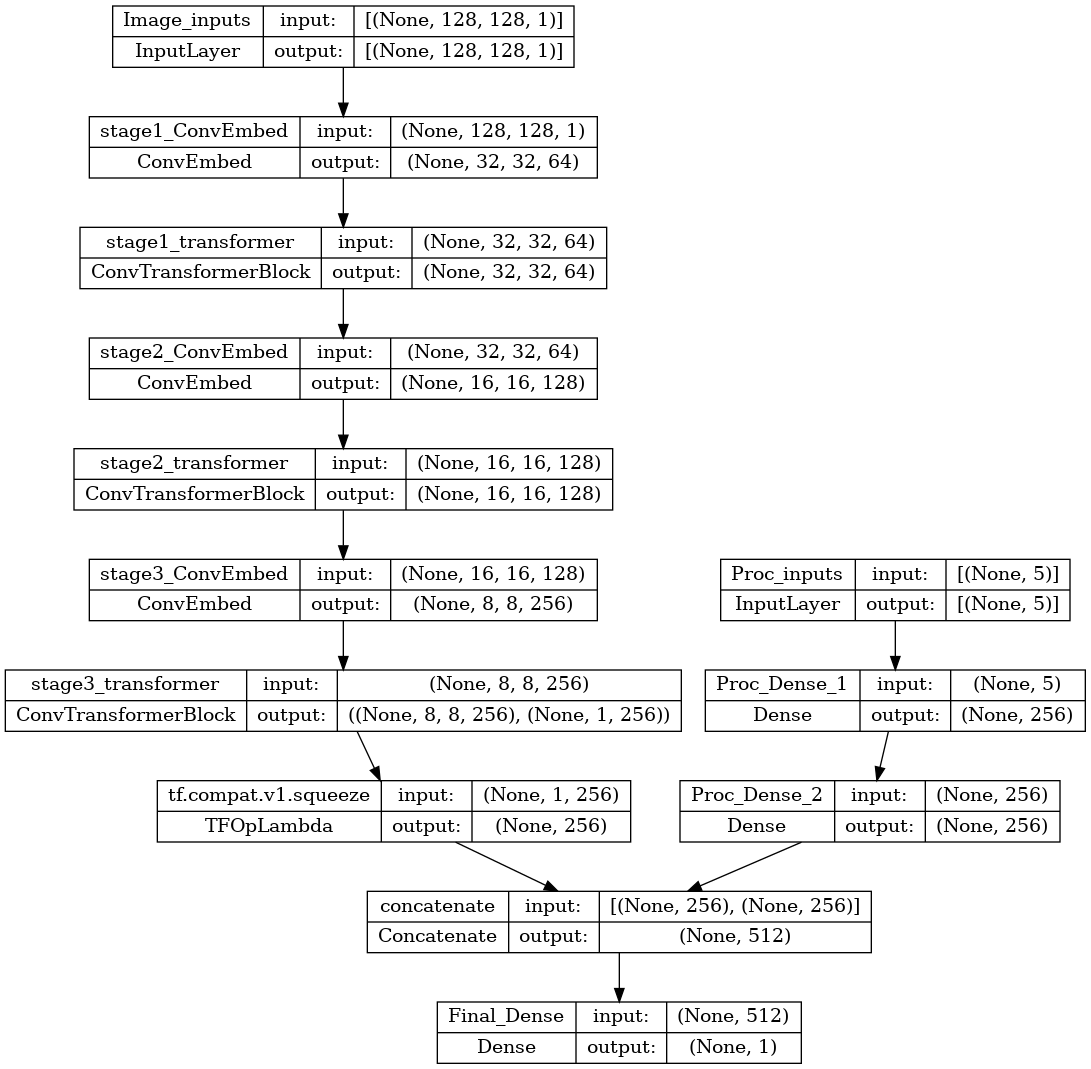 Image_inputs input: [(None, 128, 128, 1)]
InputLayer output: [(None, 128, 128, 1)]
stage1_ConvEmbed input: (None, 128, 128, 1)
ConvEmbed output: (None, 32, 32, 64)
stage1_transformer input: (None, 32, 32, 64)
ConvTransformerBlock output: (None, 32, 32, 64)
stage2_ConvEmbed input: (None, 32, 32, 64)
ConvEmbed output: (None, 16, 16, 128)
stage2_transformer input: (None, 16, 16, 128)
ConvTransformerBlock output: (None, 16, 16, 128)
stage3_ConvEmbed input: (None, 16, 16, 128)
ConvEmbed output: (None, 8, 8, 256)
Proc_inputs input: [(None, 5)]
InputLayer output: [(None, 5)]
stage3_transformer input: (None, 8, 8, 256)
ConvTransformerBlock output: ((None, 8, 8, 256), (None, 1, 256))
Proc_Dense_1 input: (None, 5)
Dense output: (None, 256)
tf.compat.v1.squeeze input: (None, 1, 256)
TFOpLambda output: (None, 256)
Proc_Dense_2 input: (None, 256)
Dense output: (None, 256)
concatenate input: [(None, 256), (None, 256)]
Concatenate output: (None, 512)
Final_Dense input: (None, 512)
Dense output: (None, 1)